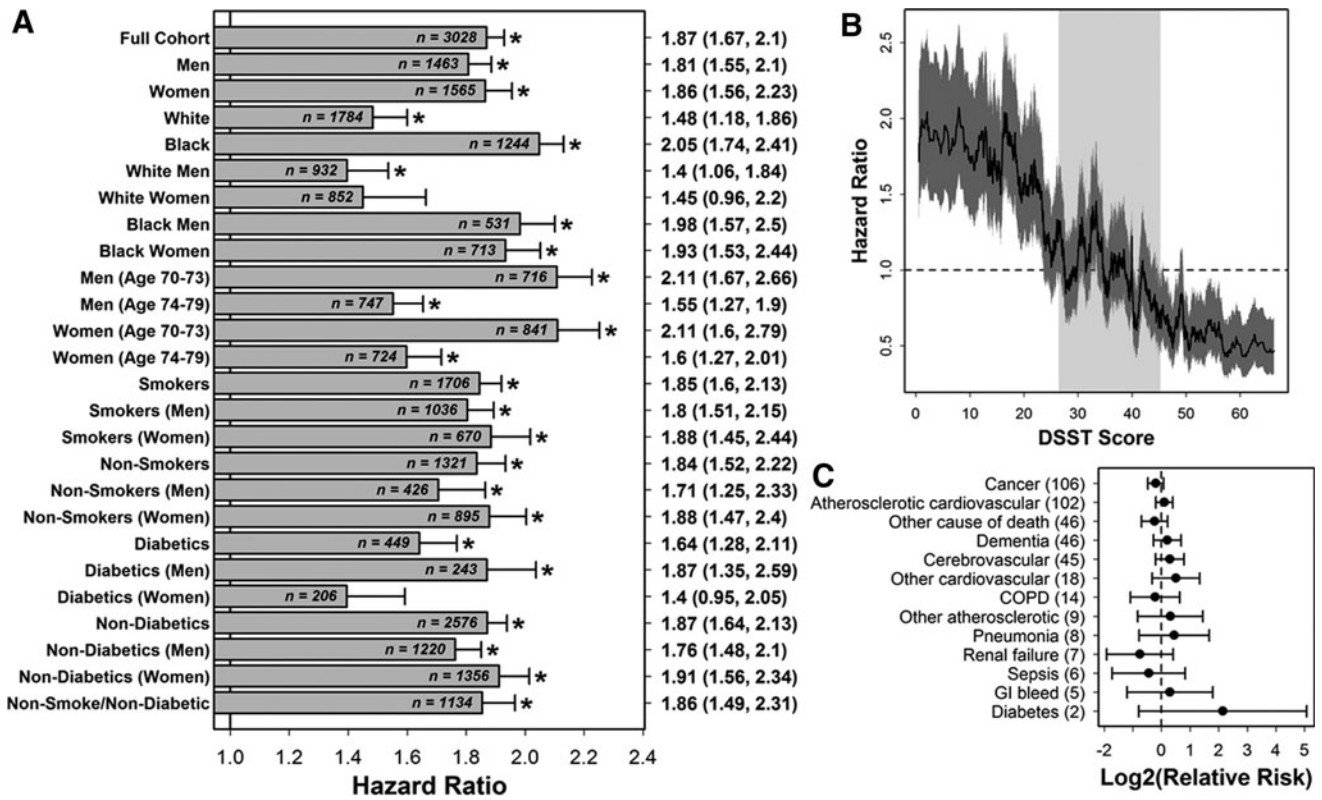 A
Full Cohort n = 3028 * 1.87 (1.67, 2.1)
Men n = 1463 * 1.81 (1.55, 2.1)
Women n = 1565 * 1.86 (1.56, 2.23)
White n = 1784 * 1.48 (1.18, 1.86)
Black n = 1244 * 2.05 (1.74, 2.41)
White Men n = 932 * 1.4 (1.06, 1.84)
White Women n = 852 1.45 (0.96, 2.2)
Black Men n = 531 * 1.98 (1.57, 2.5)
Black Women n = 713 * 1.93 (1.53, 2.44)
Men (Age 70-73) n = 716 * 2.11 (1.67, 2.66)
Men (Age 74-79) n = 747 * 1.55 (1.27, 1.9)
Women (Age 70-73) n = 841 * 2.11 (1.6, 2.79)
Women (Age 74-79) n = 724 * 1.6 (1.27, 2.01)
Smokers n = 1706 * 1.85 (1.6, 2.13)
Smokers (Men) n = 1036 * 1.8 (1.51, 2.15)
Smokers (Women) n = 670 * 1.88 (1.45, 2.44)
Non-Smokers n = 1321 * 1.84 (1.52, 2.22)
Non-Smokers (Men) n = 426 * 1.71 (1.25, 2.33)
Non-Smokers (Women) n = 895 * 1.88 (1.47, 2.4)
Diabetics n = 449 * 1.64 (1.28, 2.11)
Diabetics (Men) n = 243 * 1.87 (1.35, 2.59)
Diabetics (Women) n = 206 1.4 (0.95, 2.05)
Non-Diabetics n = 2576 * 1.87 (1.64, 2.13)
Non-Diabetics (Men) n = 1220 * 1.76 (1.48, 2.1)
Non-Diabetics (Women) n = 1356 * 1.91 (1.56, 2.34)
Non-Smoke/Non-Diabetic n = 1134 * 1.86 (1.49, 2.31)
1.0 1.2 1.4 1.6 1.8 2.0 2.2 2.4
Hazard Ratio
B
Hazard Ratio
2.5
2.0
1.5
1.0
0.5
0 10 20 30 40 50 60
DSST Score
C
Cancer (106)
Atherosclerotic cardiovascular (102)
Other cause of death (46)
Dementia (46)
Cerebrovascular (45)
Other cardiovascular (18)
COPD (14)
Other atherosclerotic (9)
Pneumonia (8)
Renal failure (7)
Sepsis (6)
GI bleed (5)
Diabetes (2)
-2 -1 0 1 2 3 4 5
Log2(Relative Risk)